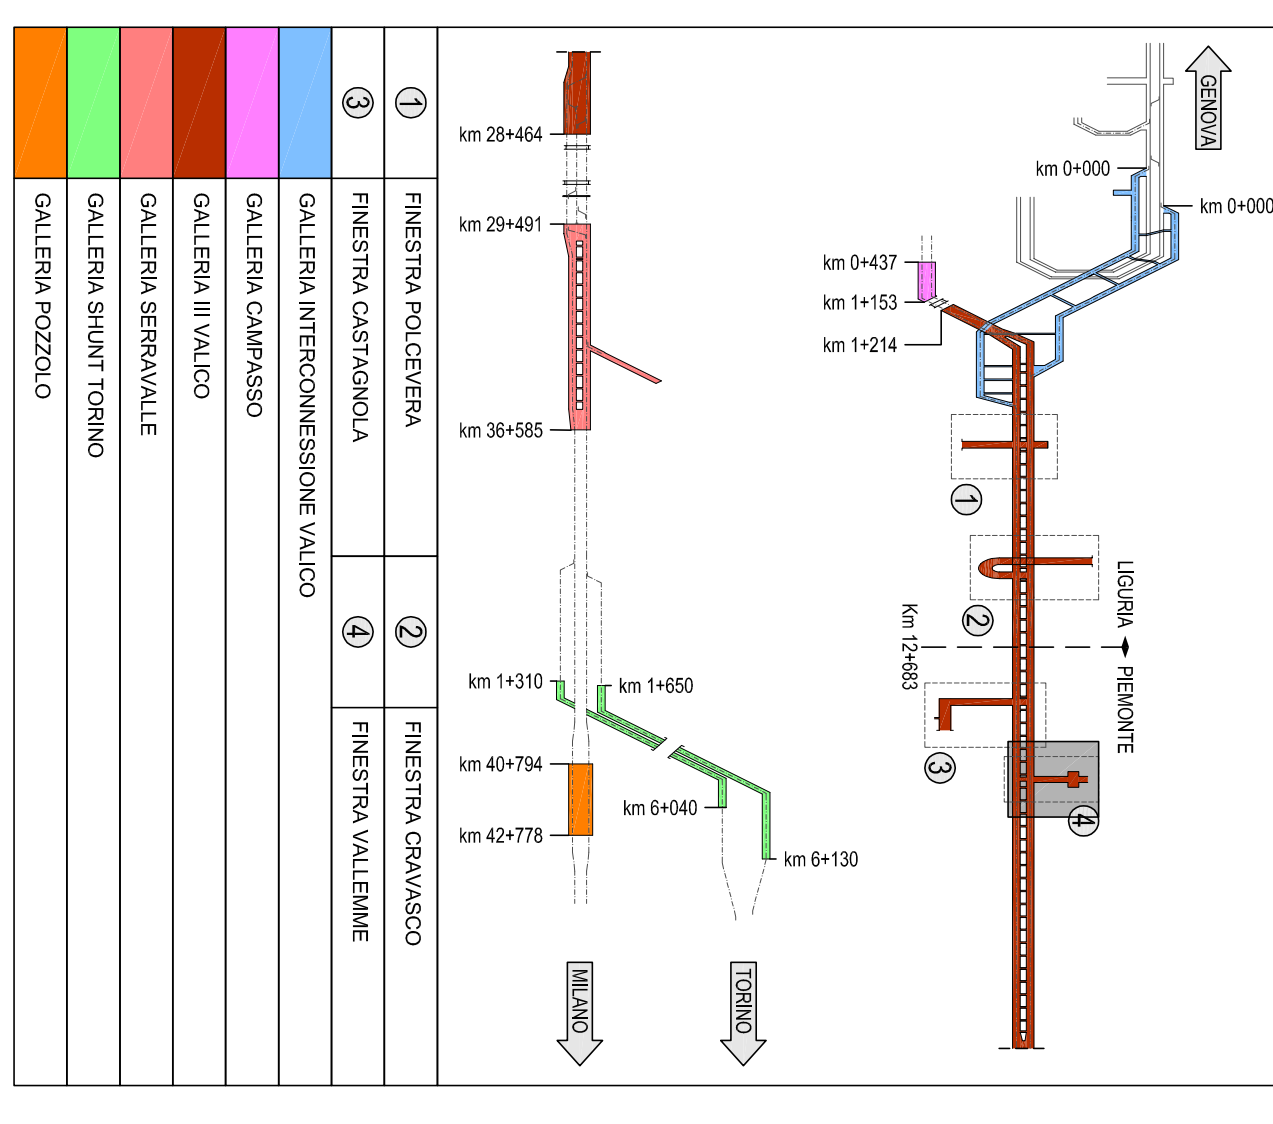 GENOVA
km 0+000
km 0+000
km 0+437
km 1+153
km 1+214
1
2
LIGURIA
PIEMONTE
Km 12+683
3
4
km 28+464
km 29+491
km 36+585
km 1+310
km 1+650
km 40+794
km 42+778
km 6+040
km 6+130
MILANO
TORINO
1 FINESTRA POLCEVERA
2 FINESTRA CRAVASCO
3 FINESTRA CASTAGNOLA
4 FINESTRA VALLEMME
GALLERIA INTERCONNESSIONE VALICO
GALLERIA CAMPASSO
GALLERIA III VALICO
GALLERIA SERRAVALLE
GALLERIA SHUNT TORINO
GALLERIA POZZOLO